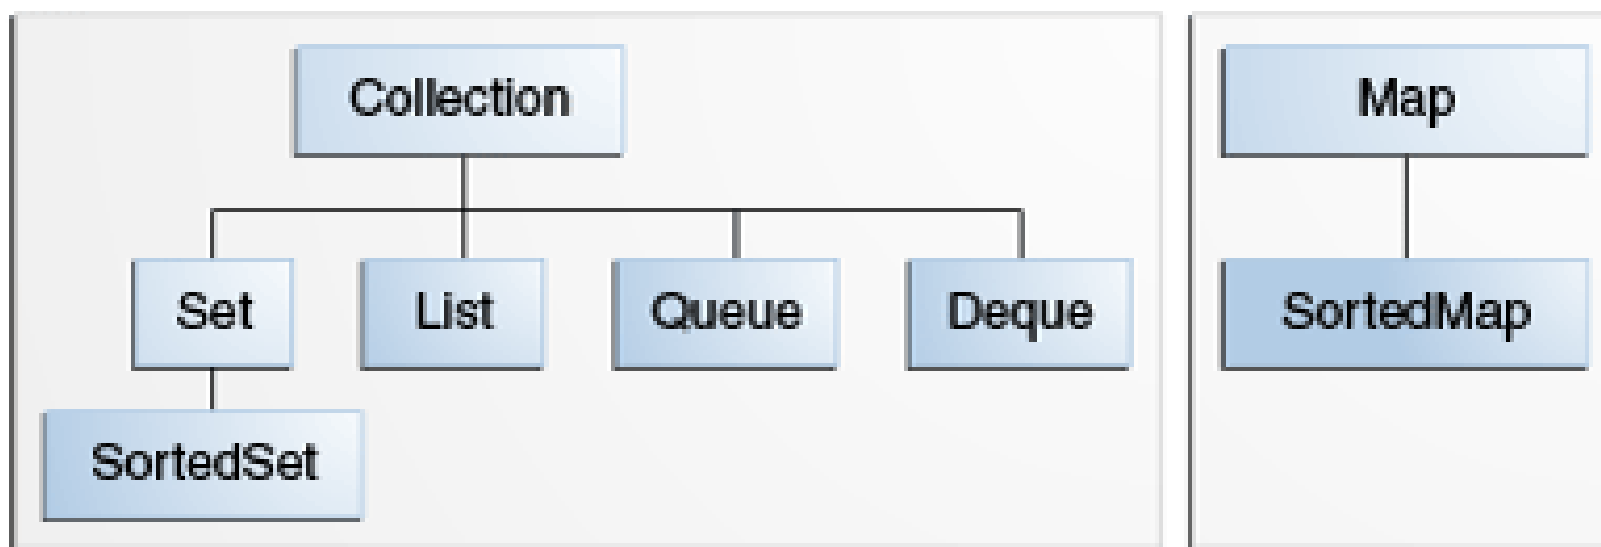 Collection
Map
Set
List
Queue
Deque
SortedMap
SortedSet